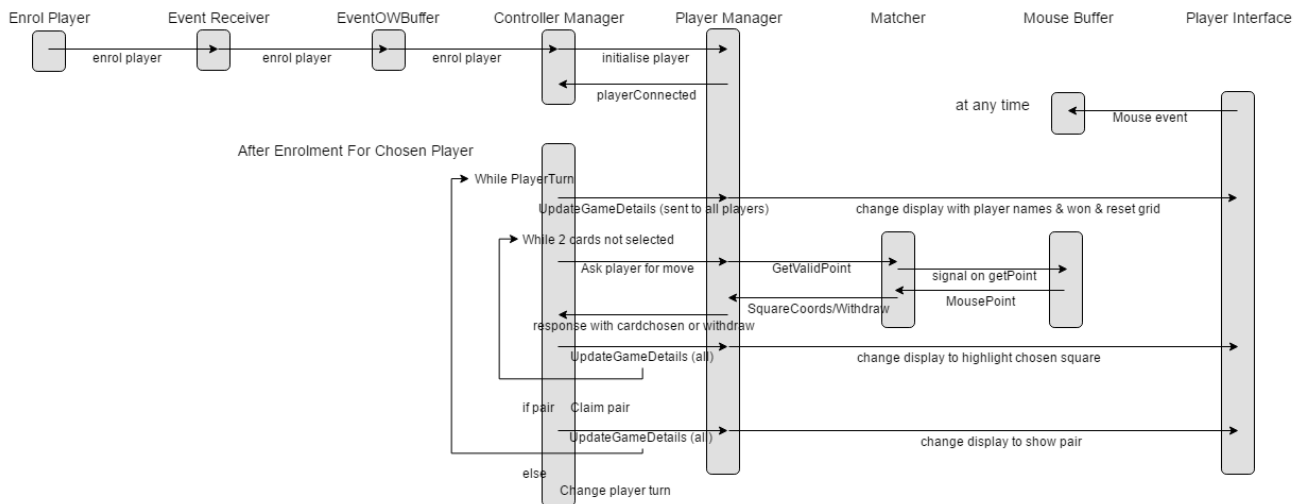 Enrol Player Event Receiver EventOWBuffer Controller Manager Player Manager Matcher Mouse Buffer Player Interface
enrol player enrol player enrol player initialise player
playerConnected
at any time
Mouse event
After Enrolment For Chosen Player
While PlayerTurn
UpdateGameDetails (sent to all players) change display with player names & won & reset grid
While 2 cards not selected
Ask player for move GetValidPoint signal on getPoint
MousePoint
SquareCoords/Withdraw
response with cardchosen or withdraw
UpdateGameDetails (all) change display to highlight chosen square
if pair Claim pair
UpdateGameDetails (all) change display to show pair
else
Change player turn